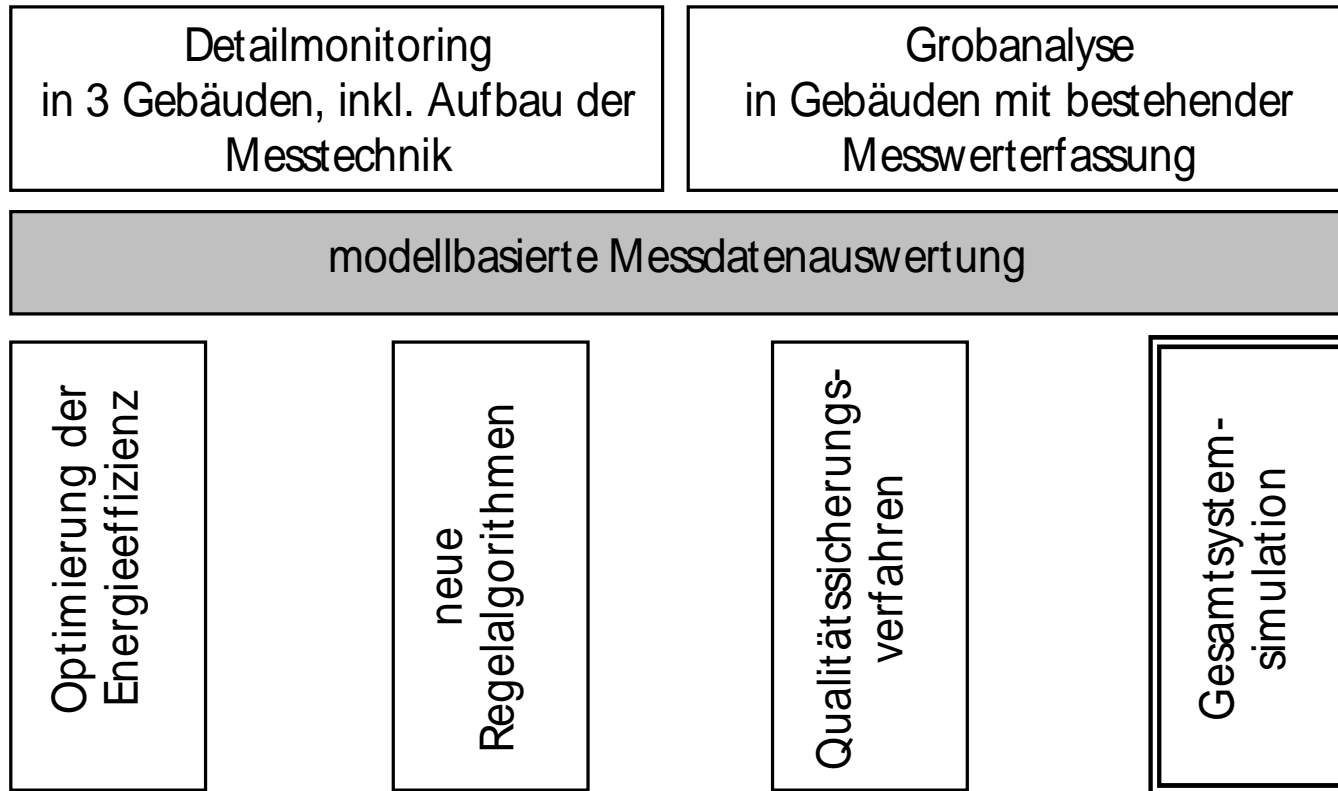 Detailmonitoring
in 3 Gebäuden, inkl. Aufbau der
Messtechnik
Grobanalyse
in Gebäuden mit bestehender
Messwerterfassung
modellbasierte Messdatenauswertung
Optimierung der
Energieeffizienz
neue
Regelalgorithmen
Qualitätssicherungs-
verfahren
Gesamtsystem-
simulation